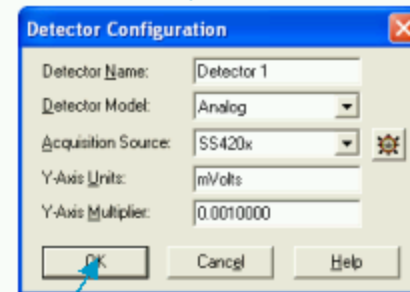 Detector Configuration
Detector Name: Detector 1
Detector Model: Analog
Acquisition Source: SS420x
Y-Axis Units: mVolts
Y-Axis Multiplier: 0.0010000
OK Cancel Help